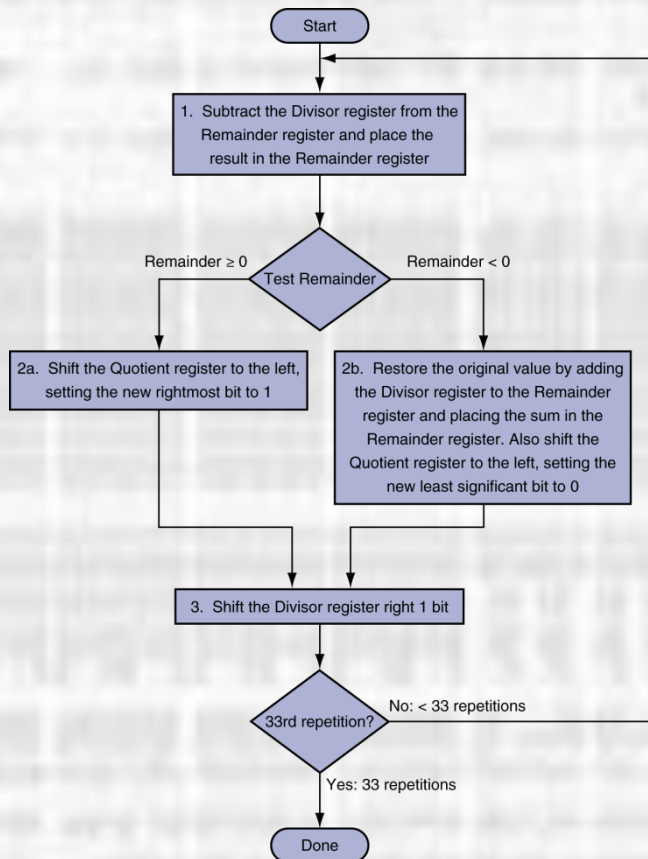 Start
1. Subtract the Divisor register from the
Remainder register and place the
result in the Remainder register
Remainder ≥ 0
Test Remainder
Remainder < 0
2a. Shift the Quotient register to the left,
setting the new rightmost bit to 1
2b. Restore the original value by adding
the Divisor register to the Remainder
register and placing the sum in the
Remainder register. Also shift the
Quotient register to the left, setting the
new least significant bit to 0
3. Shift the Divisor register right 1 bit
33rd repetition?
No: < 33 repetitions
Yes: 33 repetitions
Done